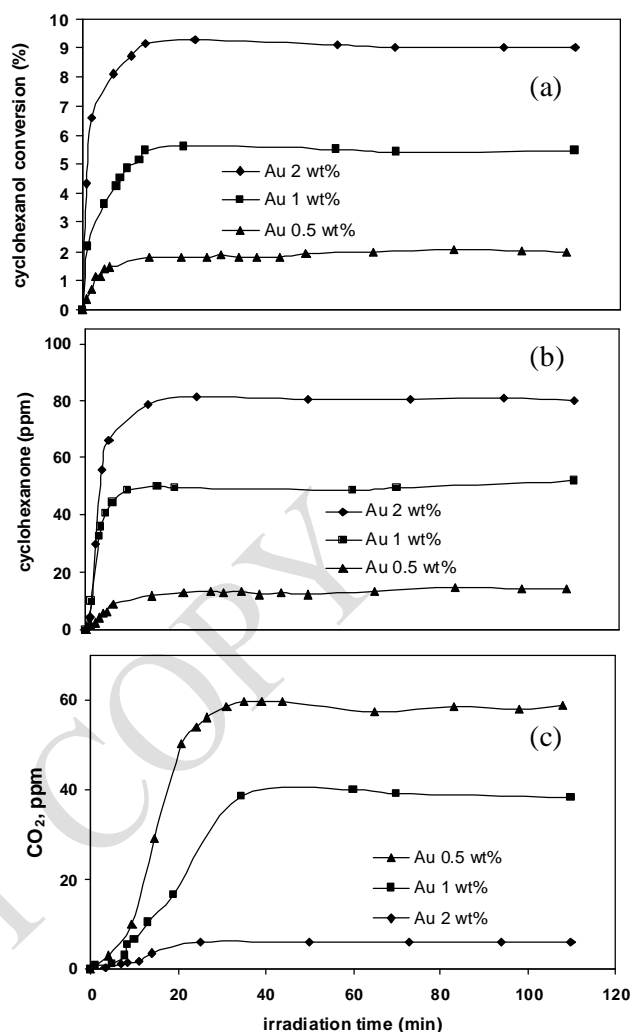 10
9
8
7
6
5
4
3
2
1
0
cyclohexanol conversion (%)
(a)
Au 2 wt%
Au 1 wt%
Au 0.5 wt%
100
80
60
40
20
0
cyclohexanone (ppm)
(b)
Au 2 wt%
Au 1 wt%
Au 0.5 wt%
60
40
20
0
CO2, ppm
(c)
Au 0.5 wt%
Au 1 wt%
Au 2 wt%
0 20 40 60 80 100 120
irradiation time (min)
COPY